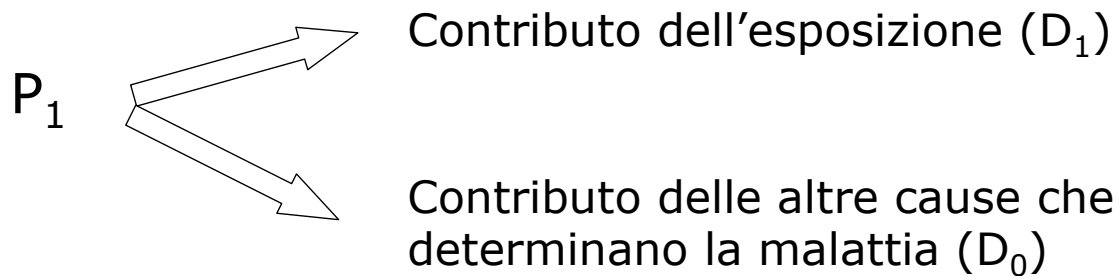 Contributo dell’esposizione (D₁)
P₁
Contributo delle altre cause che
determinano la malattia (D₀)